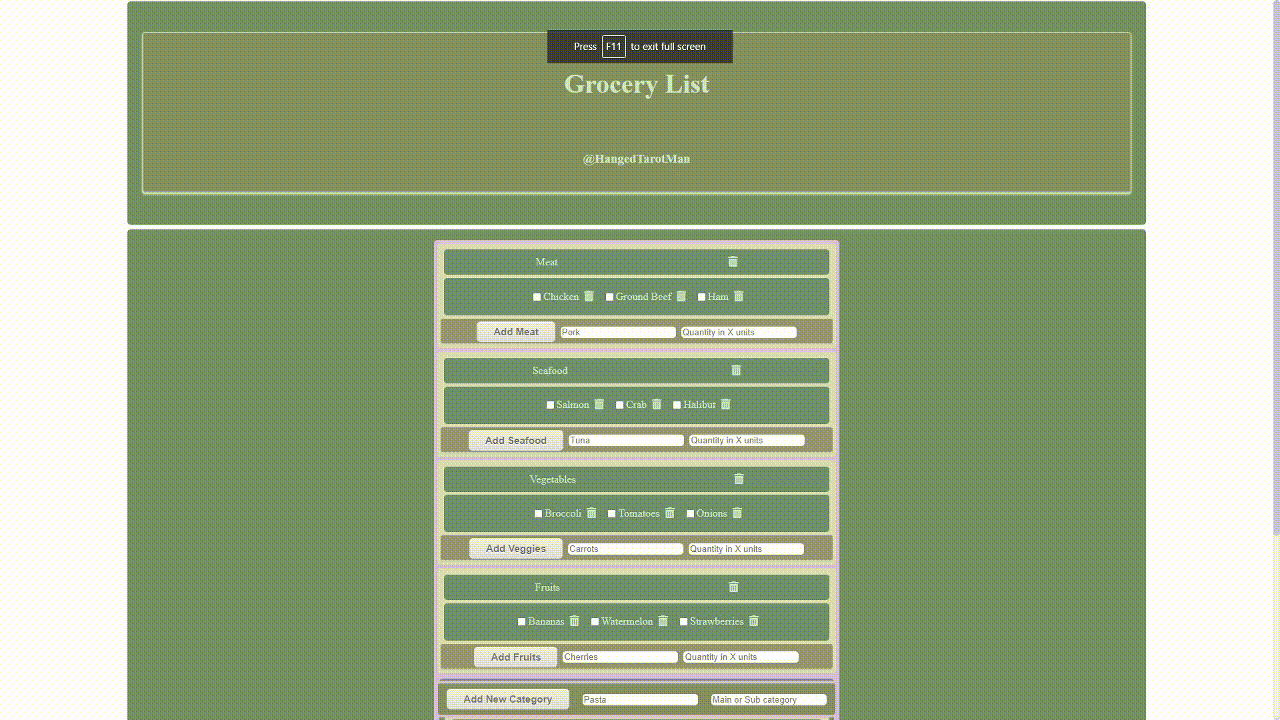 Press F11 to exit full screen
Grocery List
@HangedTarotMan
Meat
Chicken Ground Beef Ham
Add Meat Pork Quantity in X units
Seafood
Salmon Crab Halibut
Add Seafood Tuna Quantity in X units
Vegetables
Broccoli Tomatoes Onions
Add Veggies Carrots Quantity in X units
Fruits
Bananas Watermelon Strawberries
Add Fruits Cherries Quantity in X units
Add New Category Pasta Main or Sub category